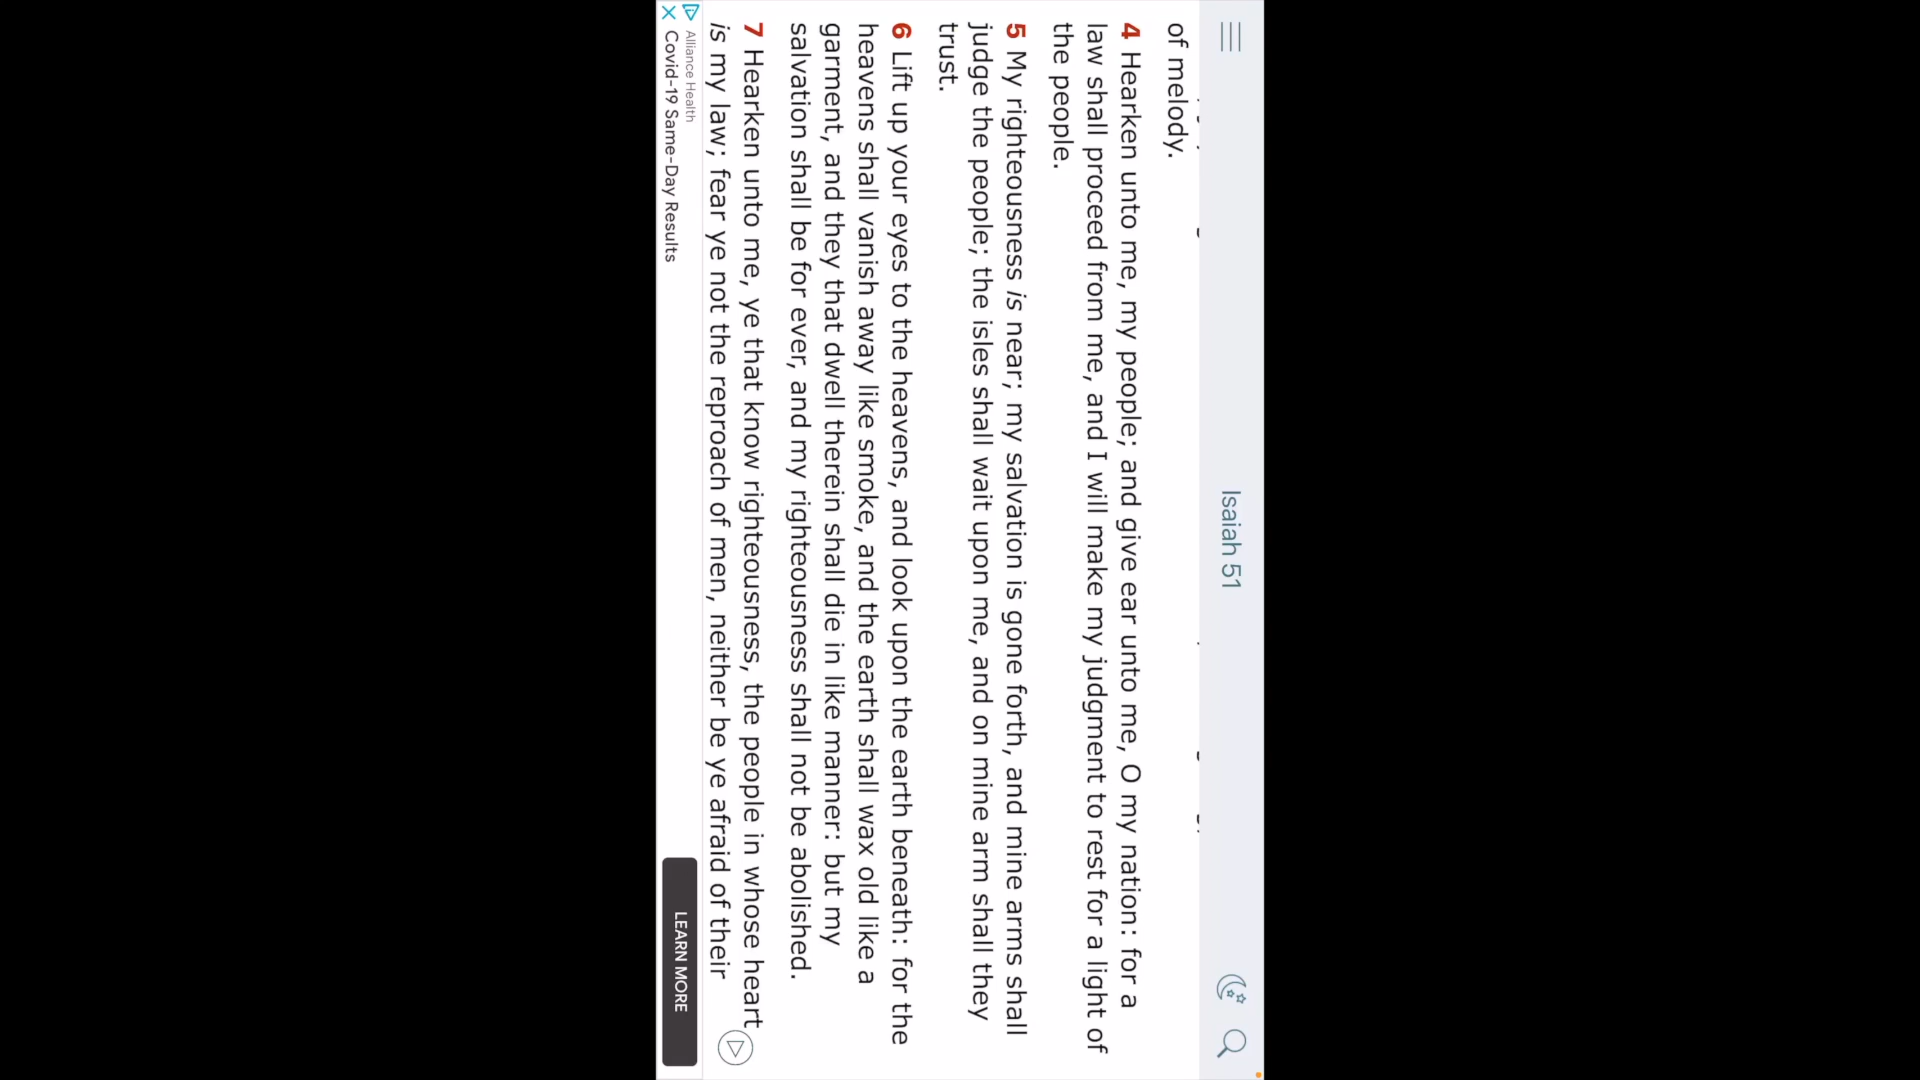 Isaiah 51
of melody.
4 Hearken unto me, my people; and give ear unto me, O my nation: for a
law shall proceed from me, and I will make my judgment to rest for a light of
the people.
5 My righteousness is near; my salvation is gone forth, and mine arms shall
judge the people; the isles shall wait upon me, and on mine arm shall they
trust.
6 Lift up your eyes to the heavens, and look upon the earth beneath: for the
heavens shall vanish away like smoke, and the earth shall wax old like a
garment, and they that dwell therein shall die in like manner: but my
salvation shall be for ever, and my righteousness shall not be abolished.
7 Hearken unto me, ye that know righteousness, the people in whose heart
is my law; fear ye not the reproach of men, neither be ye afraid of their
Alliance Health
Covid-19 Same-Day Results
LEARN MORE